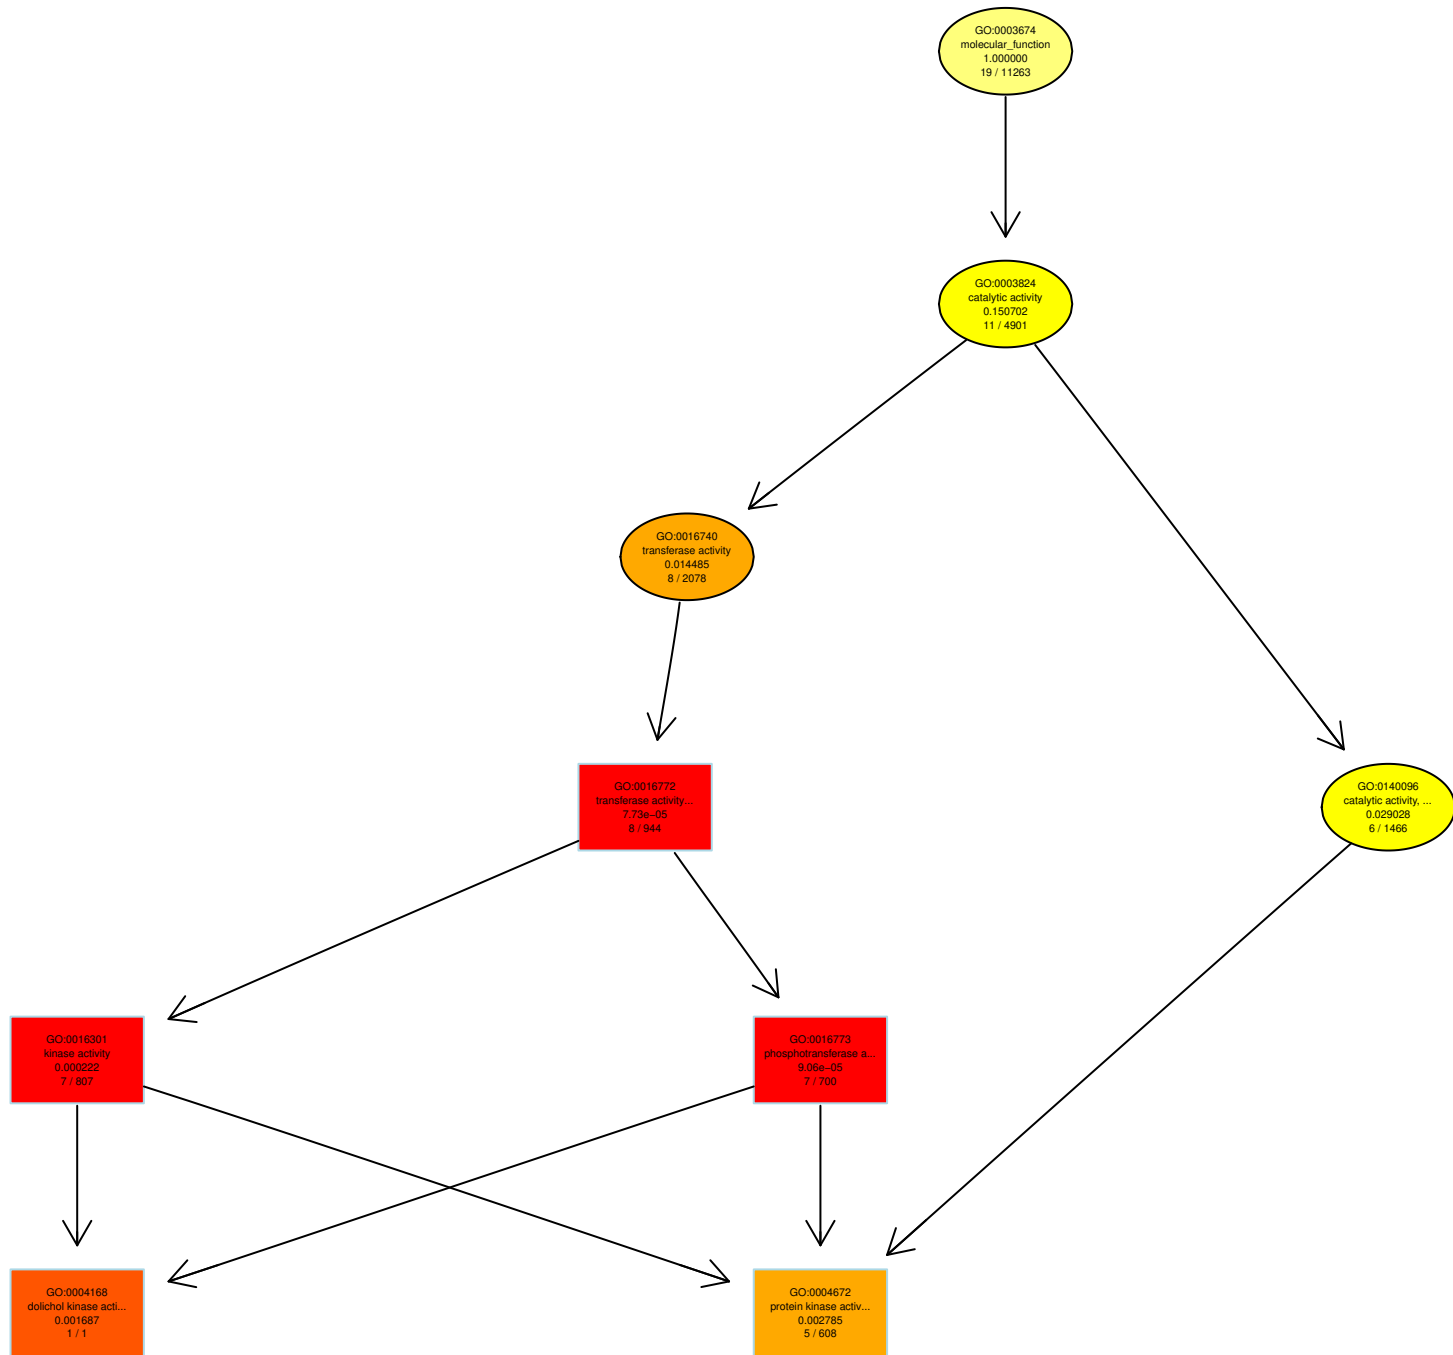 GO:0003674
molecular_function
1.000000
19 / 11263
GO:0003824
catalytic activity
0.150702
11 / 4901
GO:0016740
transferase activity
0.014485
8 / 2078
GO:0016772
transferase activity...
7.73e−05
8 / 944
GO:0140096
catalytic activity, ...
0.029028
6 / 1466
GO:0016301
kinase activity
0.000222
7 / 807
GO:0016773
phosphotransferase a...
9.06e−05
7 / 700
GO:0004168
dolichol kinase acti...
0.001687
1 / 1
GO:0004672
protein kinase activ...
0.002785
5 / 608